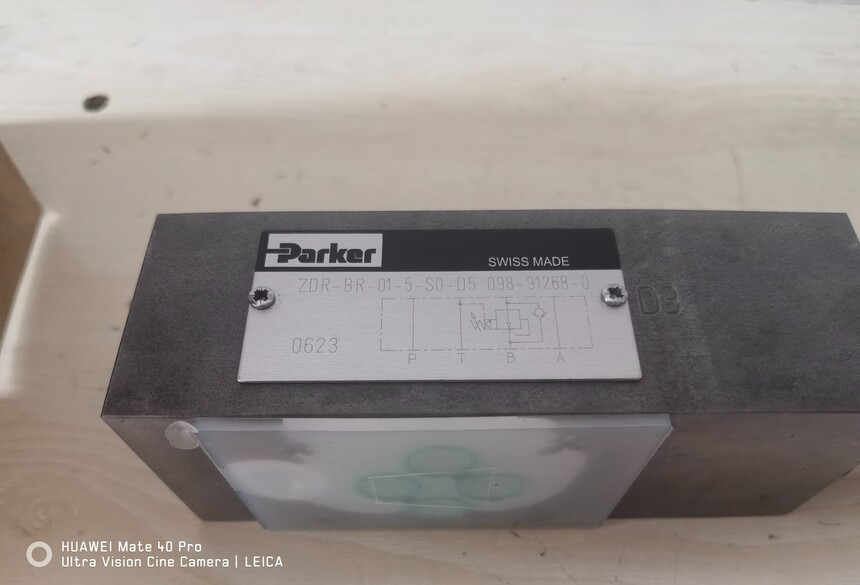 Parker
SWISS MADE
ZDR-BR-01-5-S0-D5 098-91268-0
D3
0623
P T B A
HUAWEI Mate 40 Pro
Ultra Vision Cine Camera | LEICA